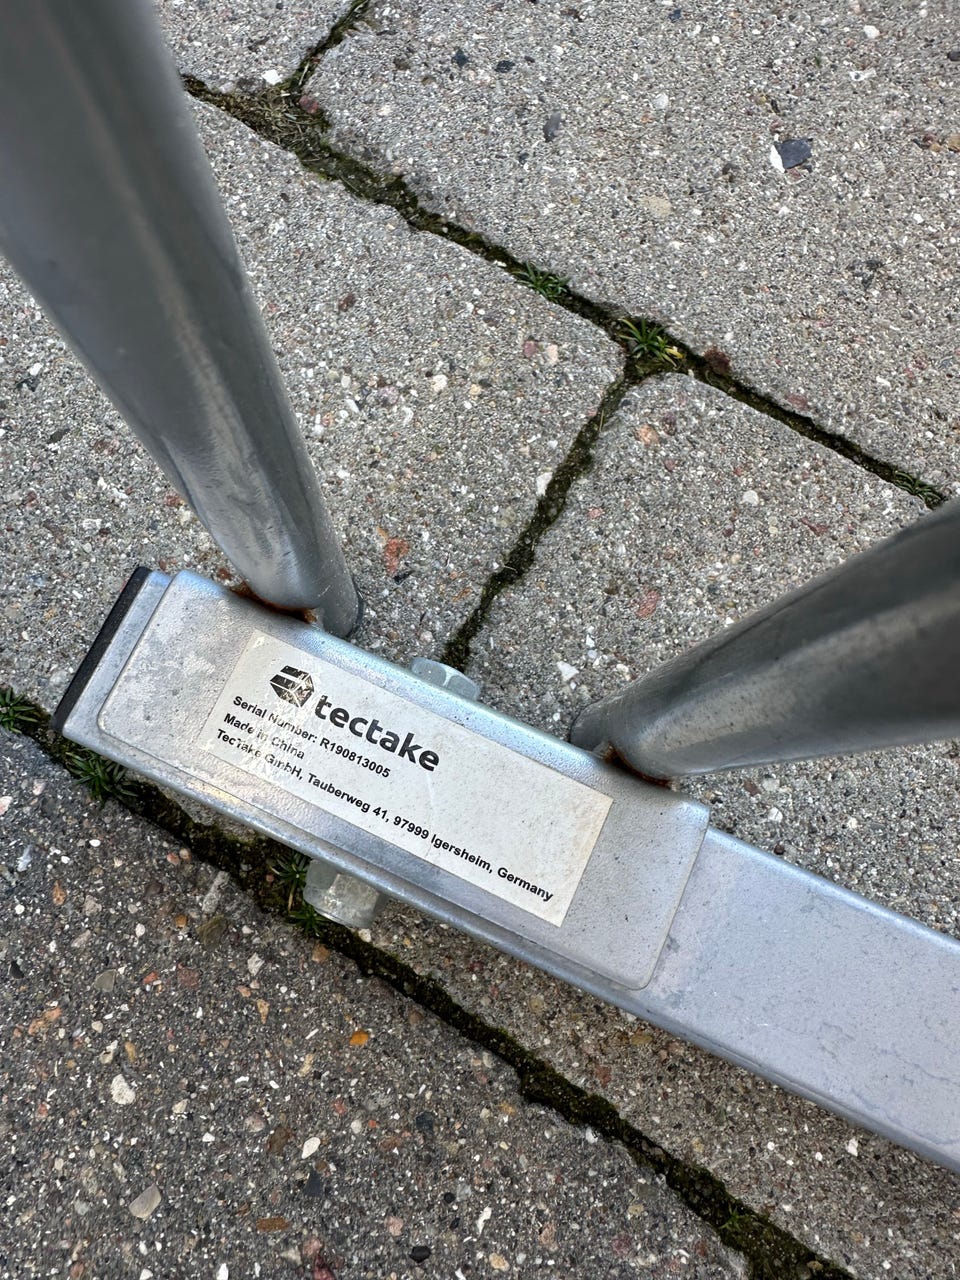 tectake
Serial Number: R190813005
Made in China
TecTake GmbH, Tauberweg 41, 97999 Igersheim, Germany